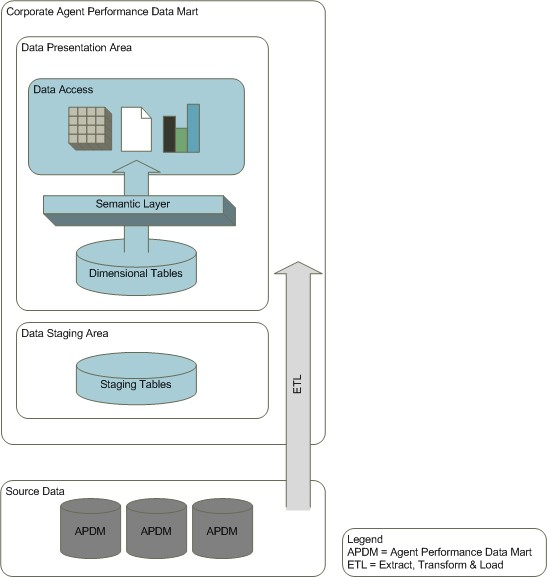 Corporate Agent Performance Data Mart
Data Presentation Area
Data Access
Semantic Layer
Dimensional Tables
Data Staging Area
Staging Tables
ETL
Source Data
APDM
APDM
APDM
Legend
APDM = Agent Performance Data Mart
ETL = Extract, Transform & Load